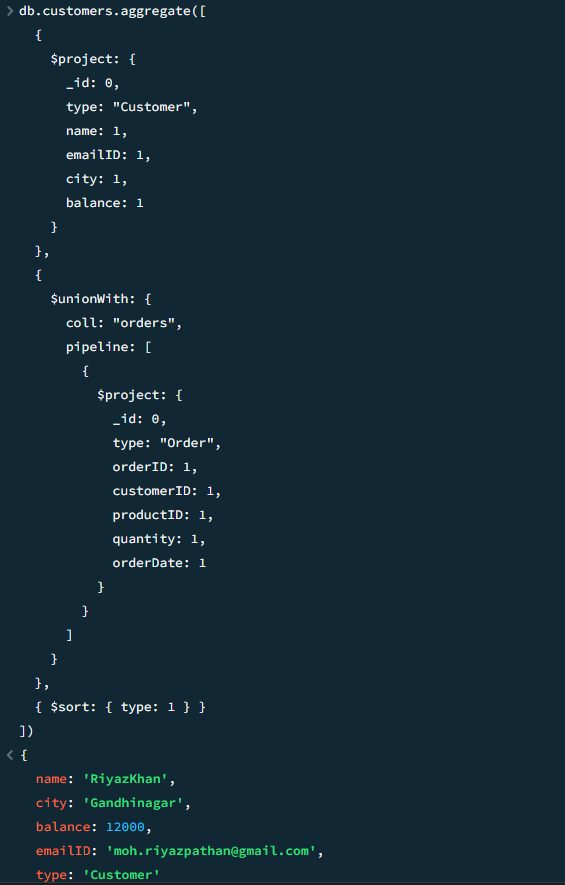 db.customers.aggregate([
{
$project: {
_id: 0,
type: "Customer",
name: 1,
emailID: 1,
city: 1,
balance: 1
}
},
{
$unionWith: {
coll: "orders",
pipeline: [
{
$project: {
_id: 0,
type: "Order",
orderID: 1,
customerID: 1,
productID: 1,
quantity: 1,
orderDate: 1
}
}
]
}
},
{ $sort: { type: 1 } }
])
{
name: 'RiyazKhan',
city: 'Gandhinagar',
balance: 12000,
emailID: 'moh.riyazpathan@gmail.com',
type: 'Customer'